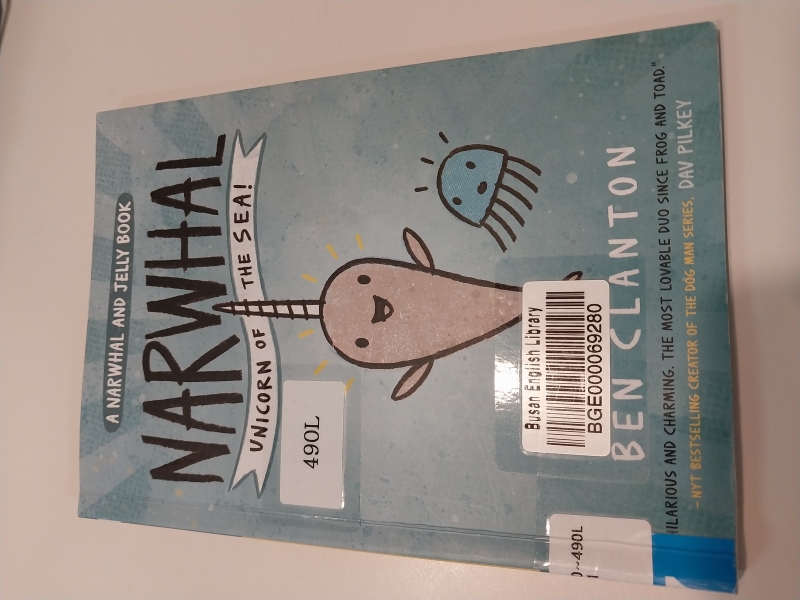 A NARWHAL AND JELLY BOOK
NARWHAL
UNICORN OF THE SEA!
490L
Busan English Library
BGE000069280
BEN CLANTON
HILARIOUS AND CHARMING. THE MOST LOVABLE DUO SINCE FROG AND TOAD."
—NYT BESTSELLING CREATOR OF THE DOG MAN SERIES, DAV PILKEY
~490L